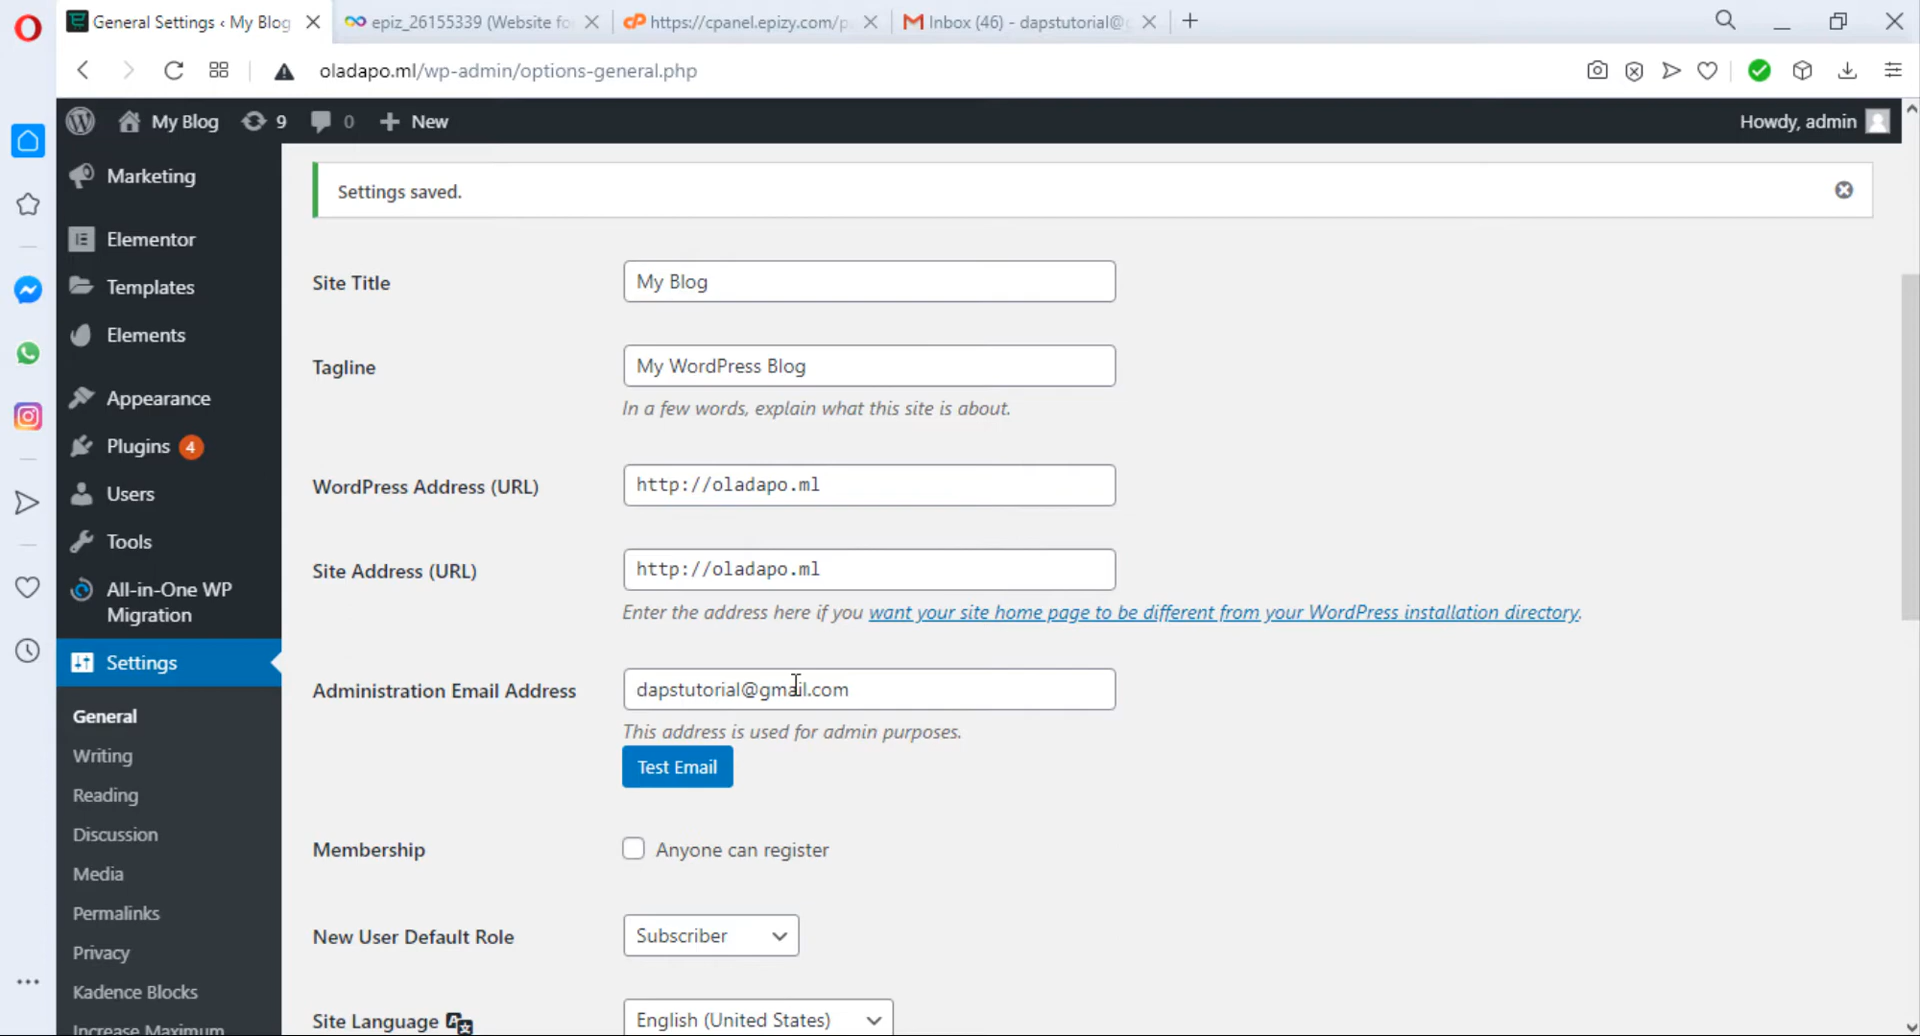 General Settings ‹ My Blog
epiz_26155339 (Website fo
https://cpanel.epizy.com/p
Inbox (46) - dapstutorial@
oladapo.ml/wp-admin/options-general.php
My Blog 9 0 + New
Howdy, admin
Marketing
Elementor
Templates
Elements
Appearance
Plugins 4
Users
Tools
All-in-One WP
Migration
Settings
General
Writing
Reading
Discussion
Media
Permalinks
Privacy
Kadence Blocks
Increase Maximum
Settings saved.
Site Title
My Blog
Tagline
My WordPress Blog
In a few words, explain what this site is about.
WordPress Address (URL)
http://oladapo.ml
Site Address (URL)
http://oladapo.ml
Enter the address here if you want your site home page to be different from your WordPress installation directory.
Administration Email Address
dapstutorial@gmail.com
This address is used for admin purposes.
Test Email
Membership
Anyone can register
New User Default Role
Subscriber
Site Language
English (United States)